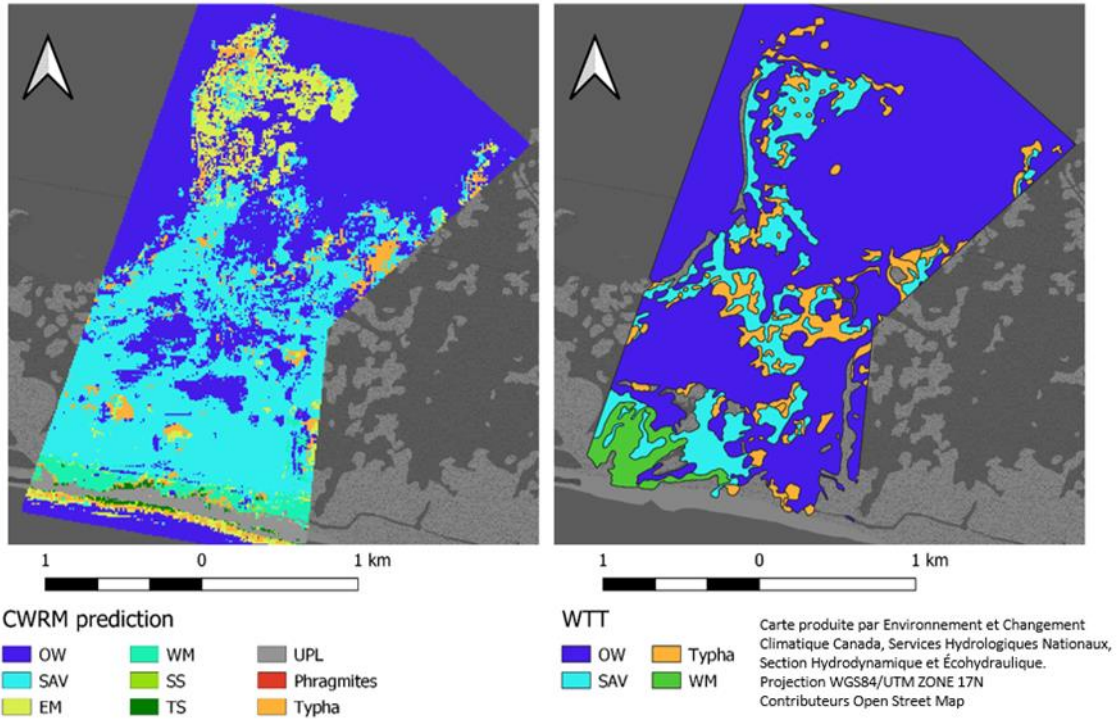 1 0 1 km
1 0 1 km
CWRM prediction
OW WM UPL
SAV SS Phragmites
EM TS Typha
WTT
OW Typha
SAV WM
Carte produite par Environnement et Changement
Climatique Canada, Services Hydrologiques Nationaux,
Section Hydrodynamique et Écohydraulique.
Projection WGS84/UTM ZONE 17N
Contributeurs Open Street Map